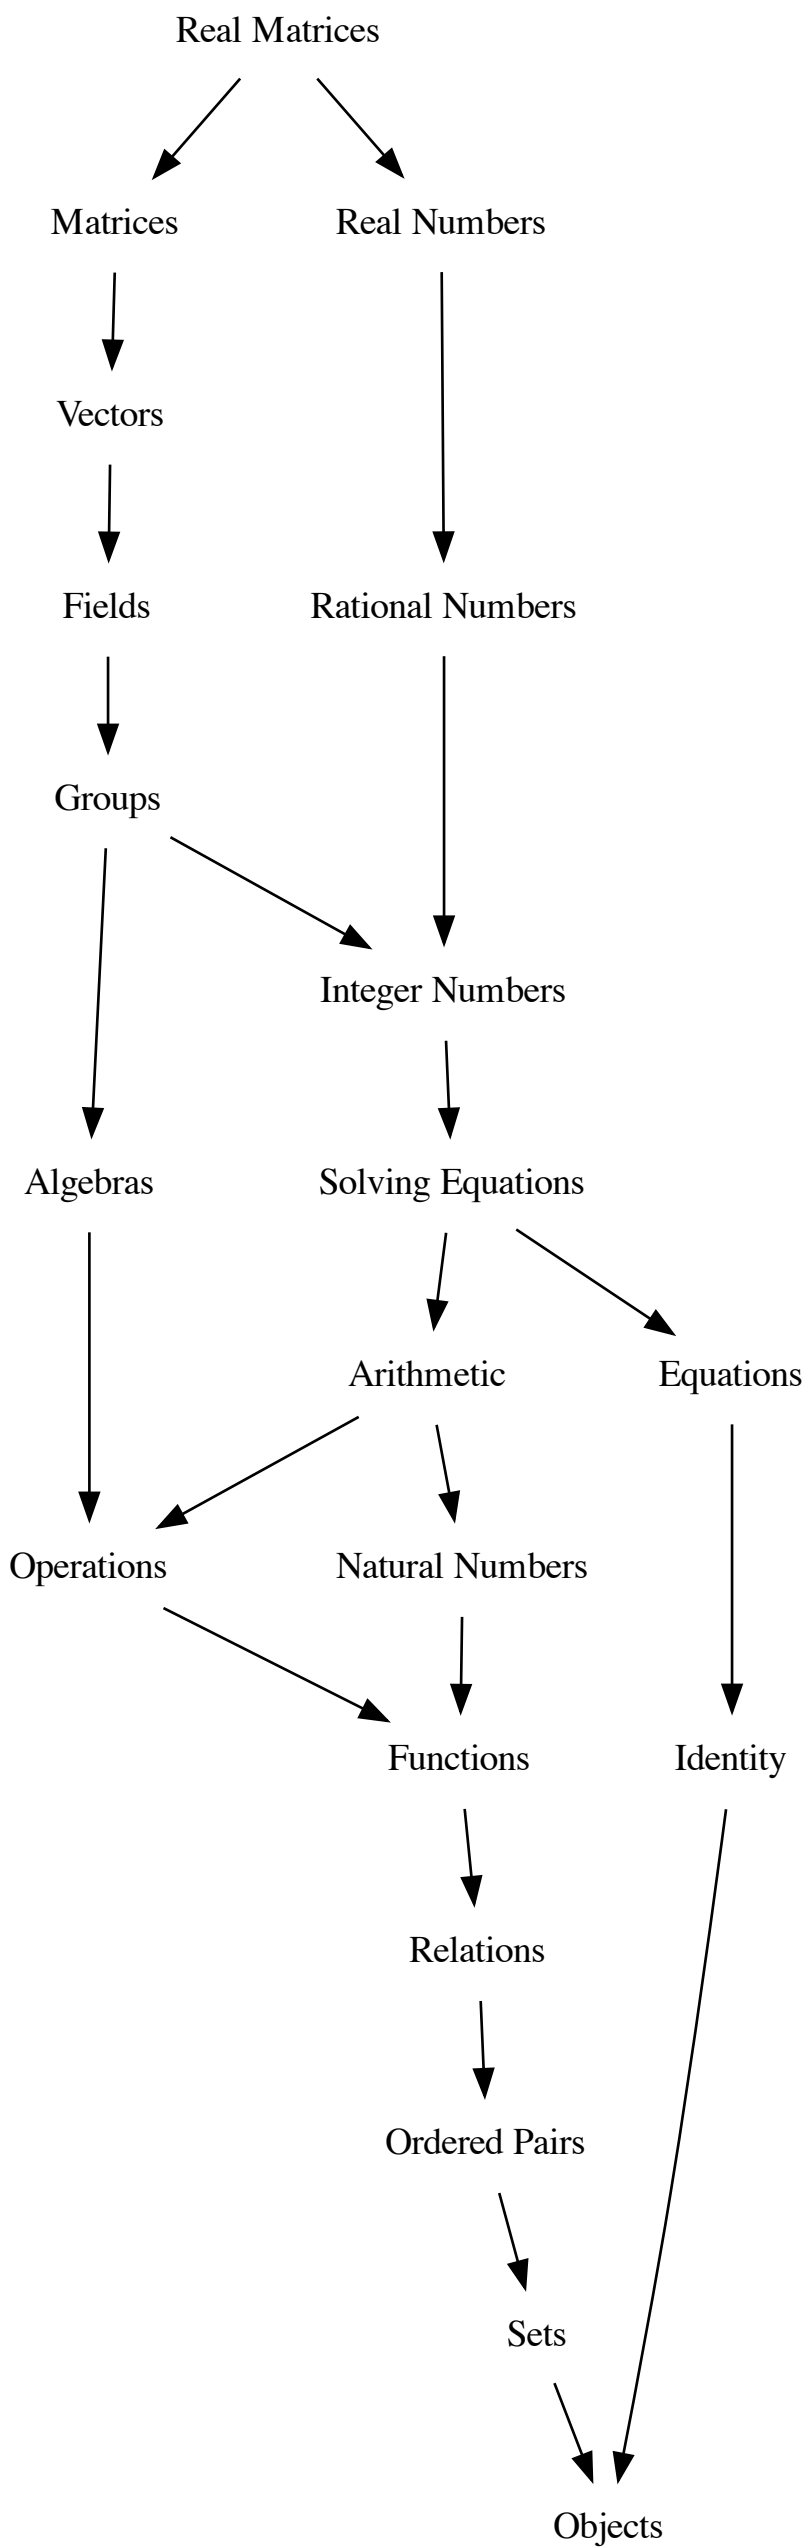 Real Matrices
Matrices
Real Numbers
Vectors
Fields
Rational Numbers
Groups
Integer Numbers
Algebras
Solving Equations
Arithmetic
Equations
Operations
Natural Numbers
Functions
Identity
Relations
Ordered Pairs
Sets
Objects